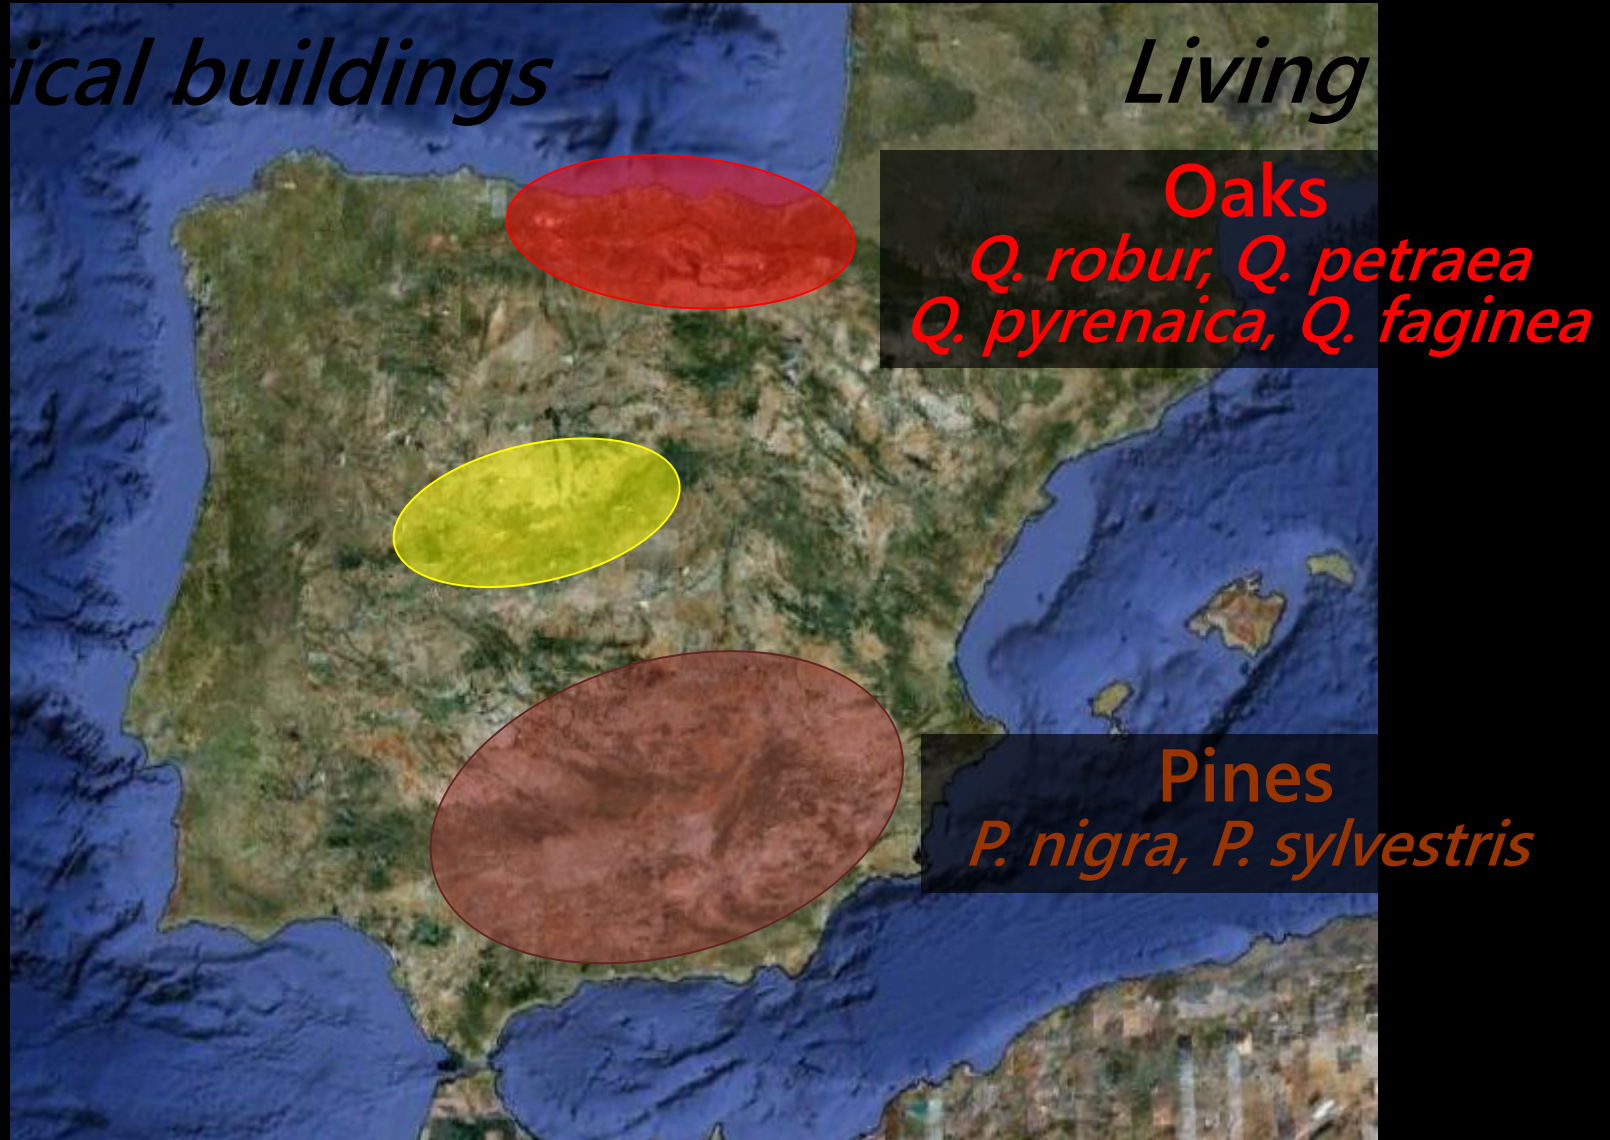 ical buildings
Living
Oaks
Q. robur, Q. petraea
Q. pyrenaica, Q. faginea
Pines
P. nigra, P. sylvestris